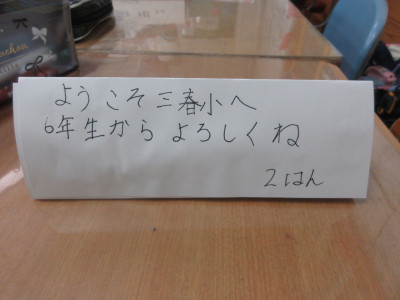 ようこそ三春小へ
6年生からよろしくね
2はん